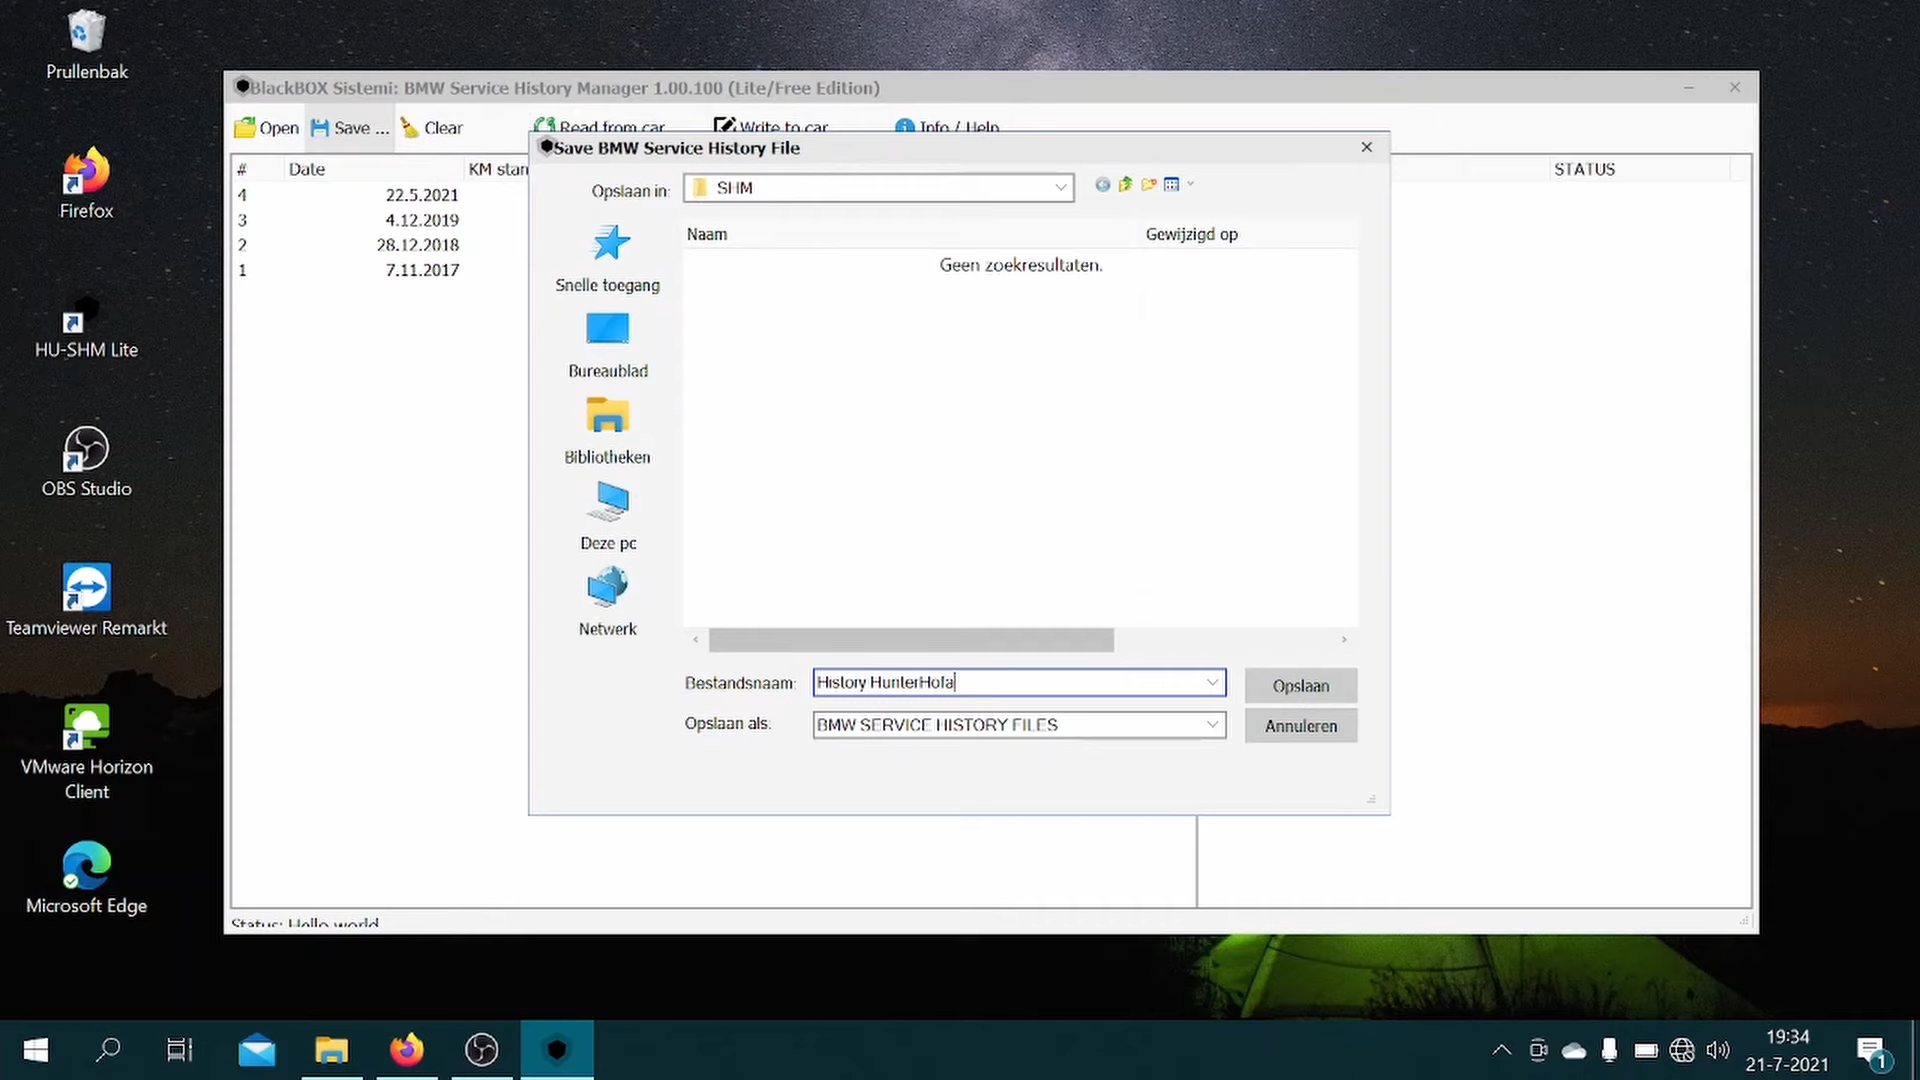 Prullenbak
Firefox
HU-SHM Lite
OBS Studio
Teamviewer Remarkt
VMware Horizon
Client
Microsoft Edge
BlackBOX Sistemi: BMW Service History Manager 1.00.100 (Lite/Free Edition)
Open Save ... Clear Read from car Write to car Info / Help
# Date KM stan STATUS
4 22.5.2021
3 4.12.2019
2 28.12.2018
1 7.11.2017
Save BMW Service History File
Opslaan in: SHM
Naam Gewijzigd op
Geen zoekresultaten.
Snelle toegang
Bureaublad
Bibliotheken
Deze pc
Netwerk
Bestandsnaam: History HunterHofa Opslaan
Opslaan als: BMW SERVICE HISTORY FILES Annuleren
Status: Hello world
19:34
21-7-2021
1